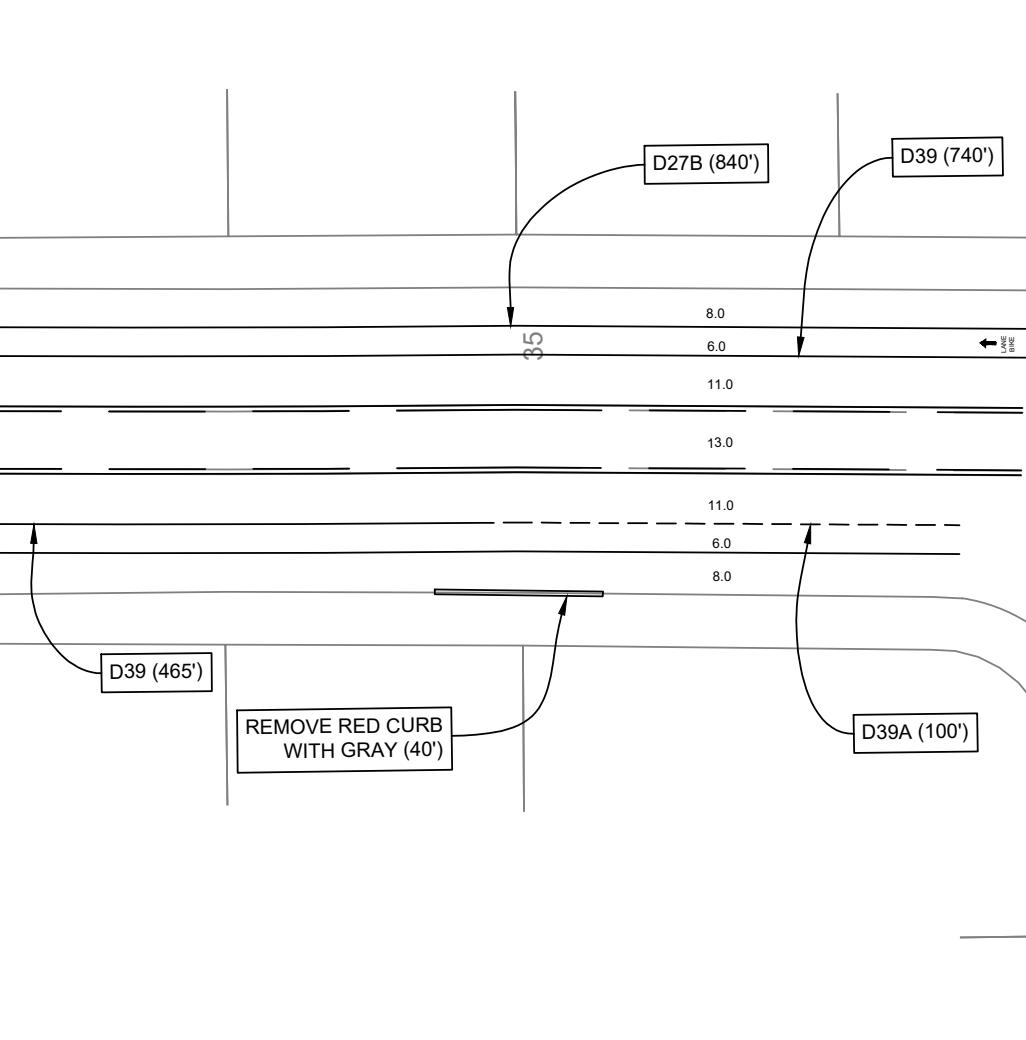 D27B (840')
D39 (740')
8.0
35
6.0
LANE
BIKE
11.0
13.0
11.0
6.0
8.0
D39 (465')
REMOVE RED CURB
WITH GRAY (40')
D39A (100')